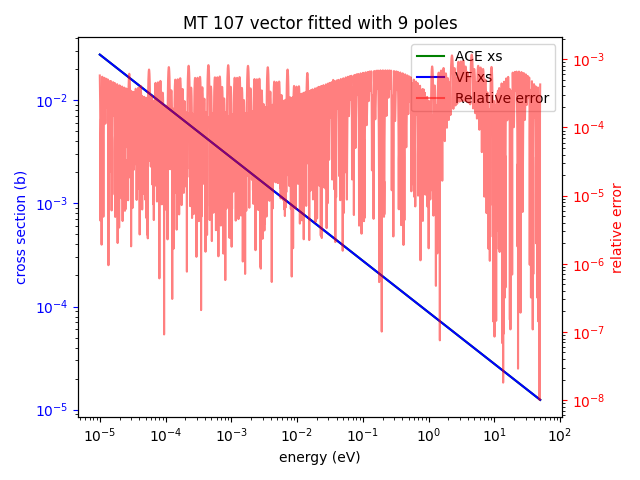 MT 107 vector fitted with 9 poles
ACE xs
VF xs
Relative error
cross section (b)
10⁻²
10⁻³
10⁻⁴
10⁻⁵
relative error
10⁻³
10⁻⁴
10⁻⁵
10⁻⁶
10⁻⁷
10⁻⁸
10⁻⁵ 10⁻⁴ 10⁻³ 10⁻² 10⁻¹ 10⁰ 10¹ 10²
energy (eV)